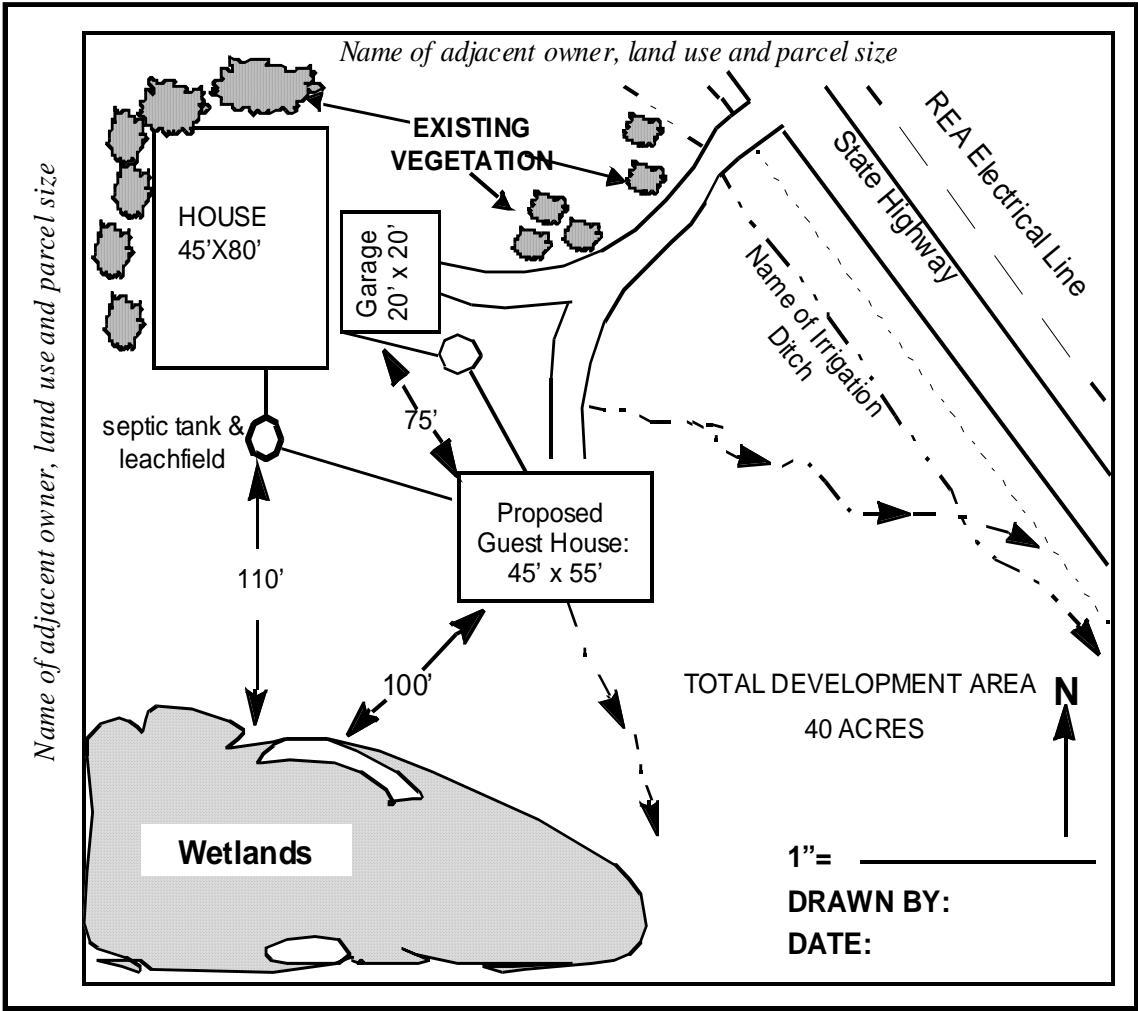 Name of adjacent owner, land use and parcel size
EXISTING
VEGETATION
REA Electrical Line
State Highway
Name of adjacent owner, land use and parcel size
HOUSE
45'X80'
Garage
20' x 20'
Name of Irrigation
Ditch
septic tank &
leachfield
75'
Proposed
Guest House:
45' x 55'
110'
100'
TOTAL DEVELOPMENT AREA
40 ACRES
N
Wetlands
1”=
DRAWN BY:
DATE: